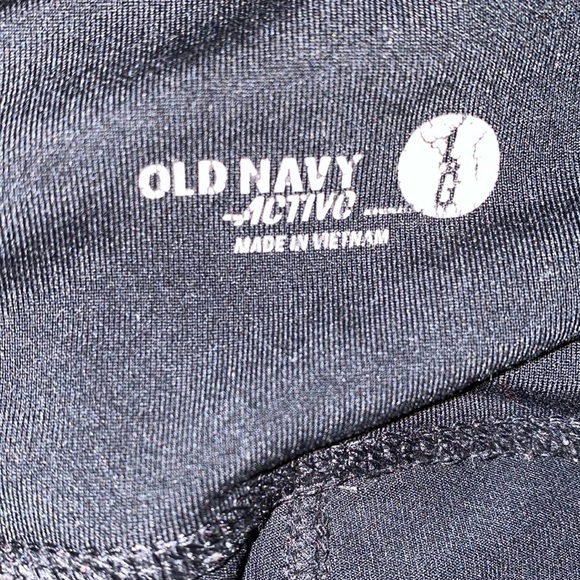 OLD NAVY
ACTIVE
MADE IN VIETNAM
L
G